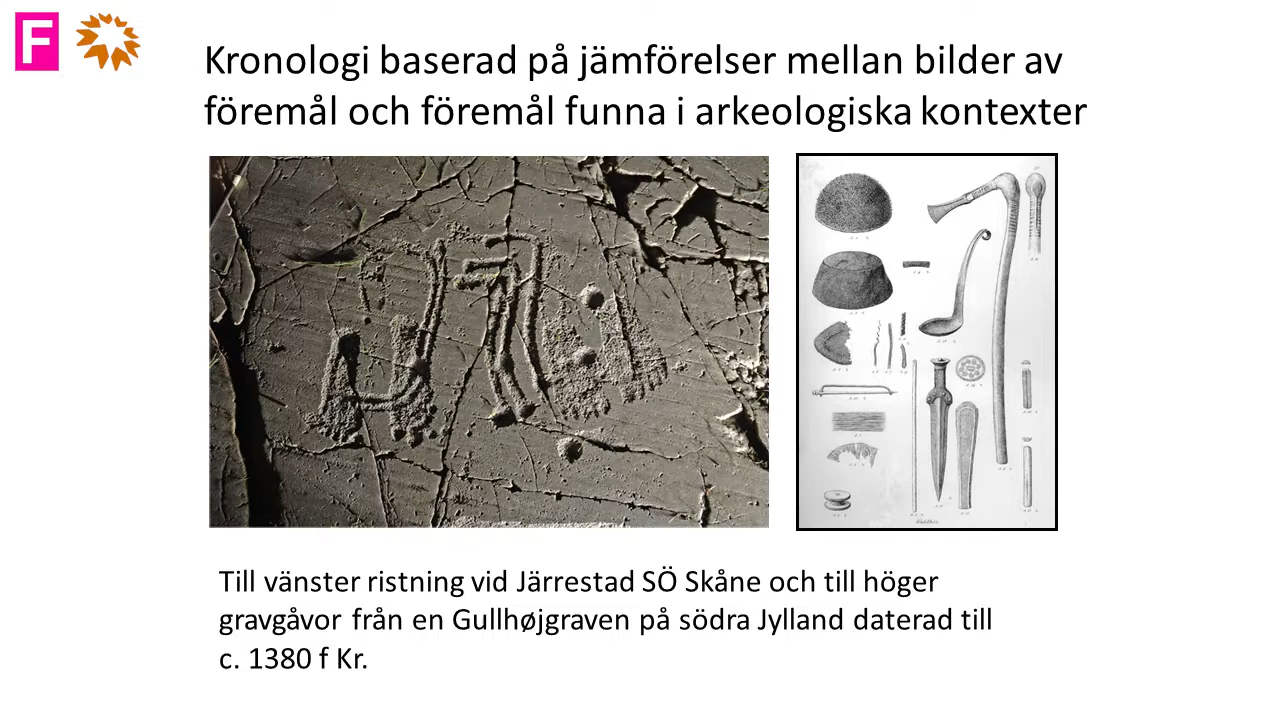 F
Kronologi baserad på jämförelser mellan bilder av
föremål och föremål funna i arkeologiska kontexter
Till vänster ristning vid Järrestad SÖ Skåne och till höger
gravgåvor från en Gullhøjgraven på södra Jylland daterad till
c. 1380 f Kr.